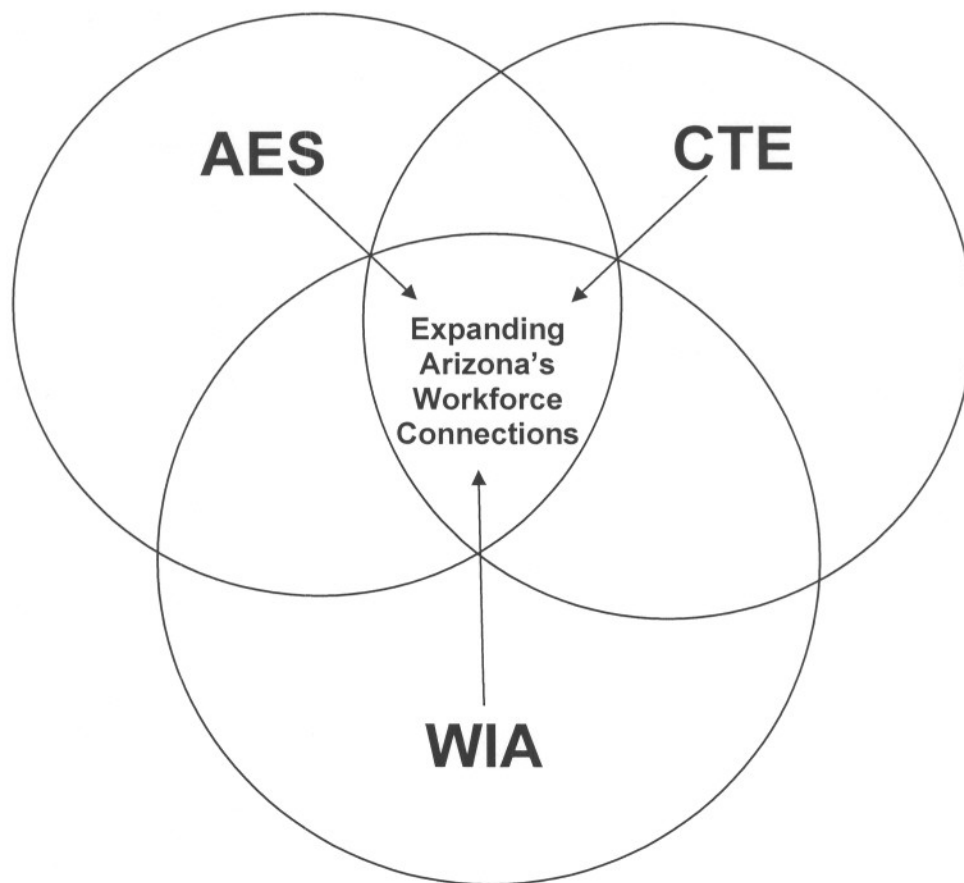 AES
CTE
Expanding
Arizona's
Workforce
Connections
WIA